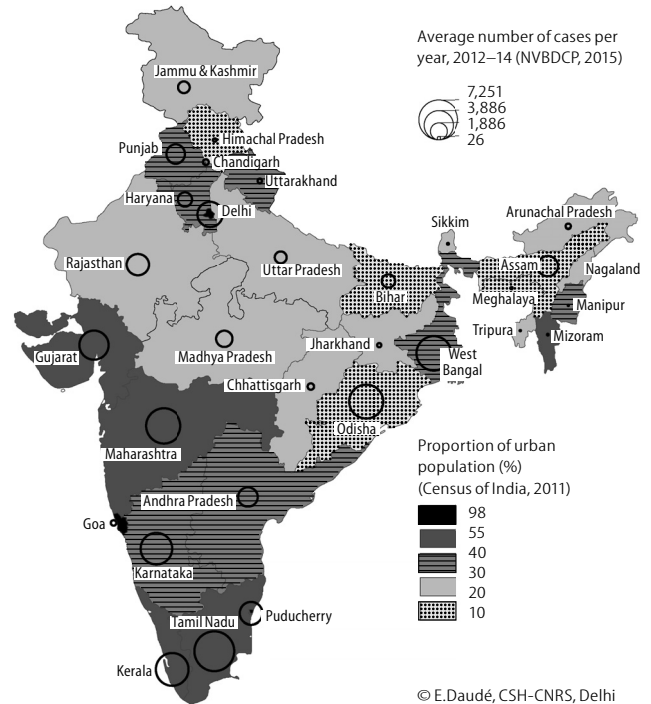 Average number of cases per
year, 2012–14 (NVBDCP, 2015)
7,251
3,886
1,886
26
Jammu & Kashmir
Himachal Pradesh
Punjab
Chandigarh
Uttarakhand
Haryana
Delhi
Sikkim
Arunachal Pradesh
Rajasthan
Uttar Pradesh
Assam
Nagaland
Bihar
Meghalaya
Manipur
Tripura
Mizoram
Gujarat
Madhya Pradesh
Jharkhand
West
Bangal
Chhattisgarh
Odisha
Maharashtra
Proportion of urban
population (%)
(Census of India, 2011)
98
55
40
30
20
10
Andhra Pradesh
Goa
Karnataka
Tamil Nadu
Puducherry
Kerala
© E.Daudé, CSH-CNRS, Delhi